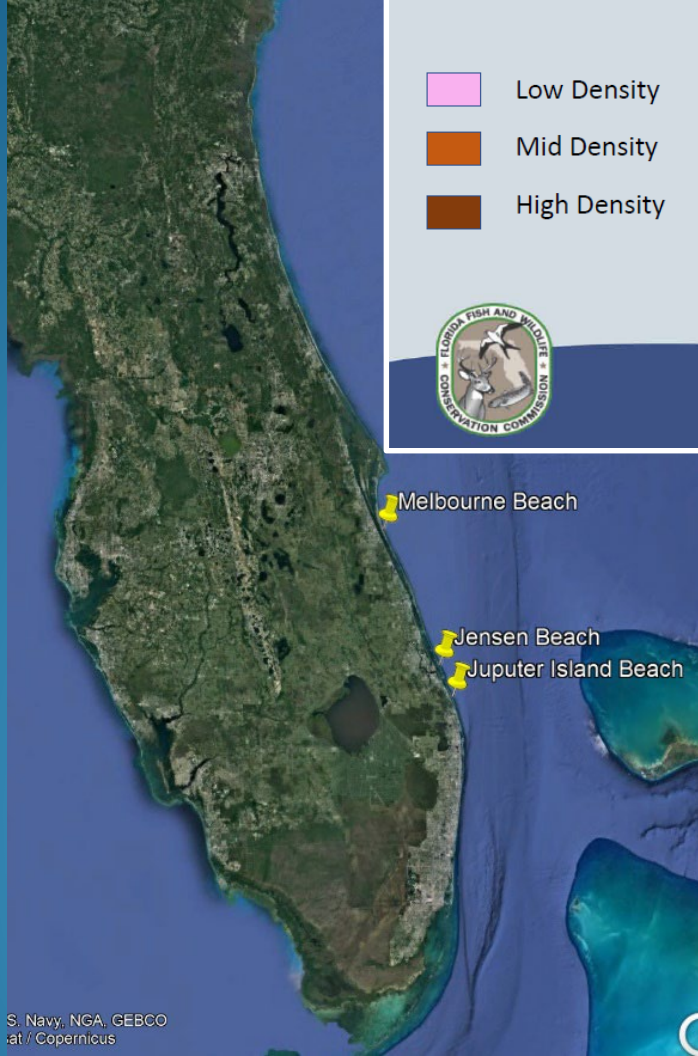 Low Density
Mid Density
High Density
FLORIDA FISH AND WILDLIFE
CONSERVATION COMMISSION
Melbourne Beach
Jensen Beach
Juputer Island Beach
S. Navy, NGA, GEBCO
sat / Copernicus